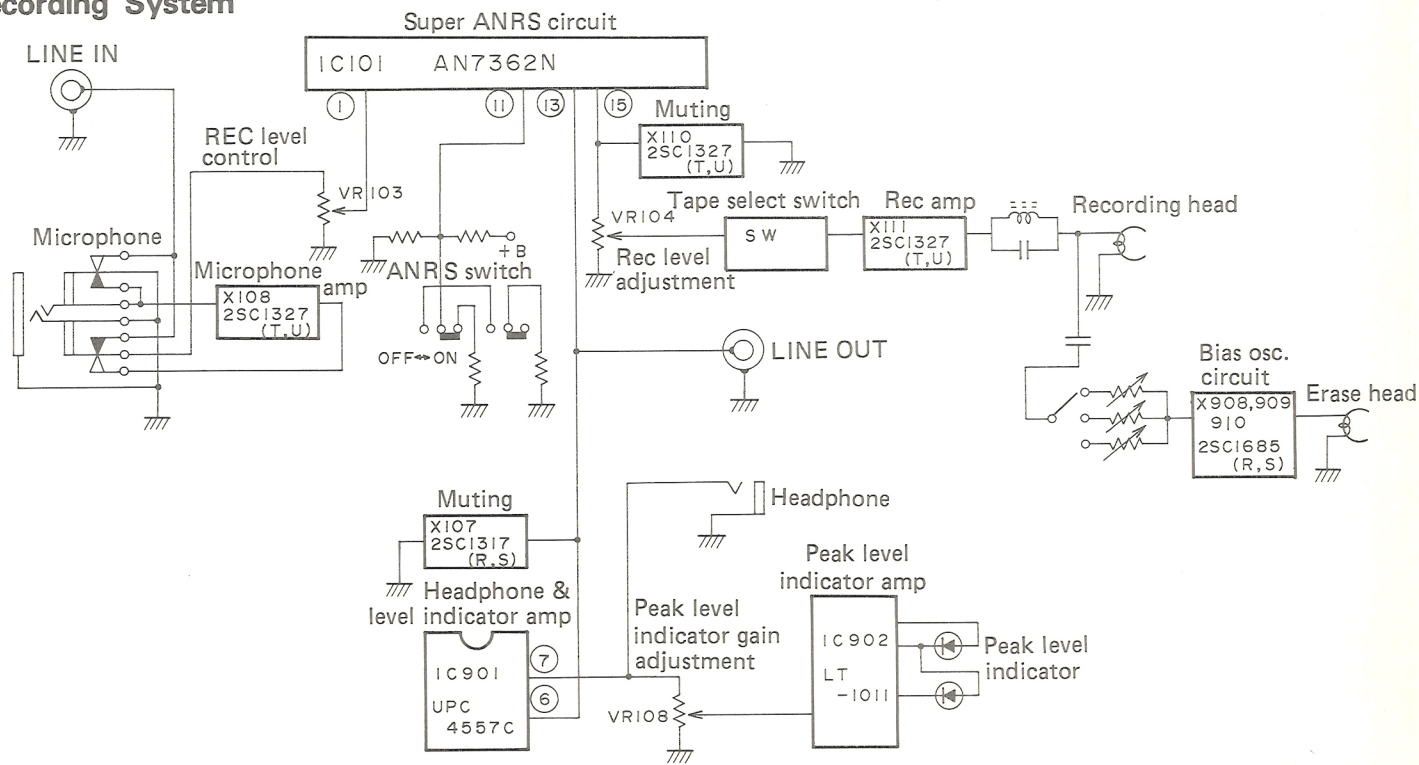 ecording System
Super ANRS circuit
LINE IN
IC101 AN7362N
1
11
13
15
Muting
X110
2SC1327
(T,U)
REC level
control
VR103
Tape select switch
Rec amp
VR104
SW
X111
2SC1327
(T,U)
Recording head
Rec level
adjustment
Microphone
Microphone
amp
X108
2SC1327
(T,U)
+B
ANRS switch
OFF↔ON
LINE OUT
Bias osc.
circuit
X908,909
910
2SC1685
(R,S)
Erase head
Muting
X107
2SC1317
(R,S)
Headphone
Headphone &
level indicator amp
IC901
UPC
4557C
7
6
Peak level
indicator gain
adjustment
VR108
Peak level
indicator amp
IC902
LT
-1011
Peak level
indicator